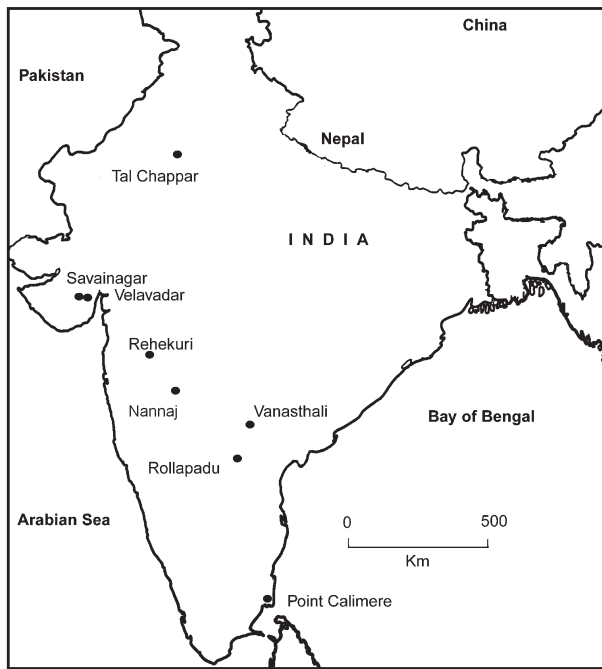 China
Pakistan
Nepal
Tal Chappar
I N D I A
Savainagar
Velavadar
Rehekuri
Nannaj
Vanasthali
Bay of Bengal
Rollapadu
Arabian Sea
0 500
Km
Point Calimere